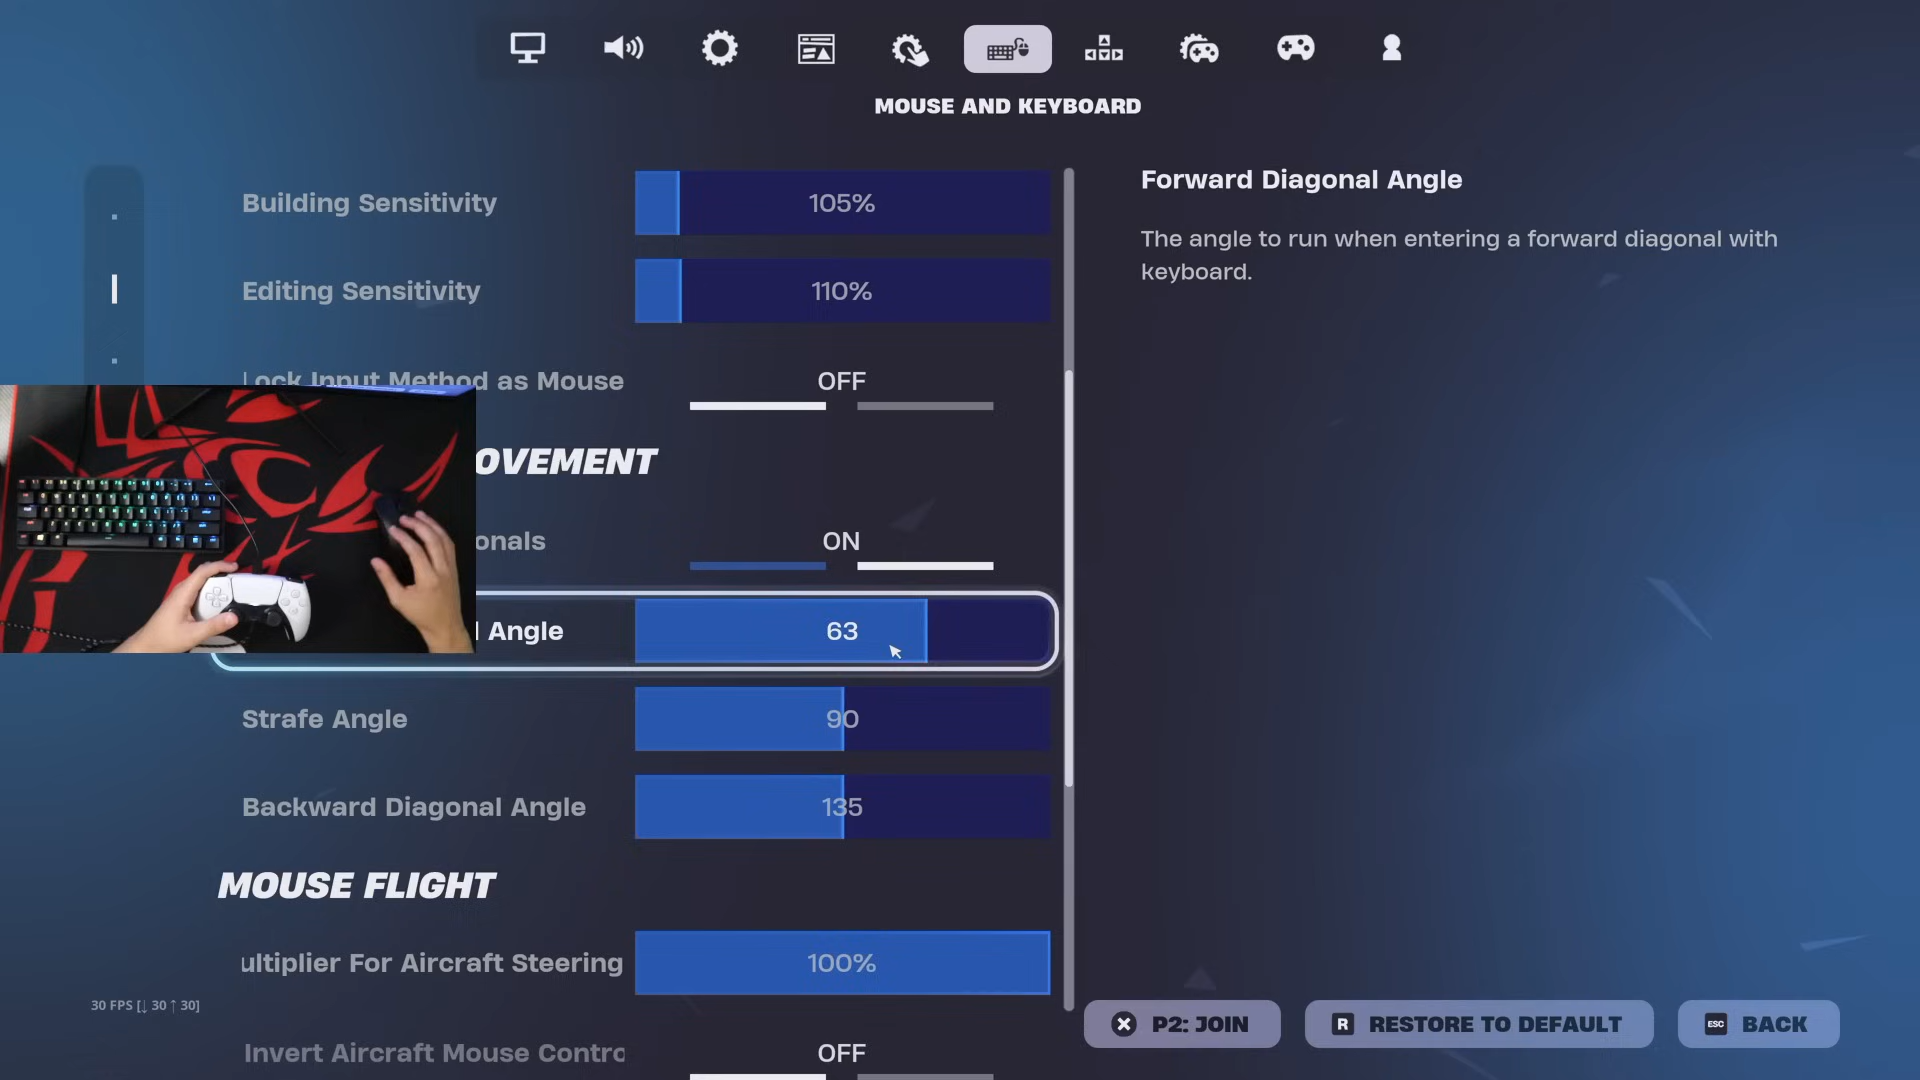 MOUSE AND KEYBOARD
Building Sensitivity 105%
Editing Sensitivity 110%
Lock Input Method as Mouse OFF
OVEMENT
onals ON
l Angle 63
Strafe Angle 90
Backward Diagonal Angle 135
MOUSE FLIGHT
ultiplier For Aircraft Steering 100%
Invert Aircraft Mouse Contro OFF
Forward Diagonal Angle
The angle to run when entering a forward diagonal with
keyboard.
30 FPS [↓ 30 ↑ 30]
P2: JOIN
R RESTORE TO DEFAULT
ESC BACK